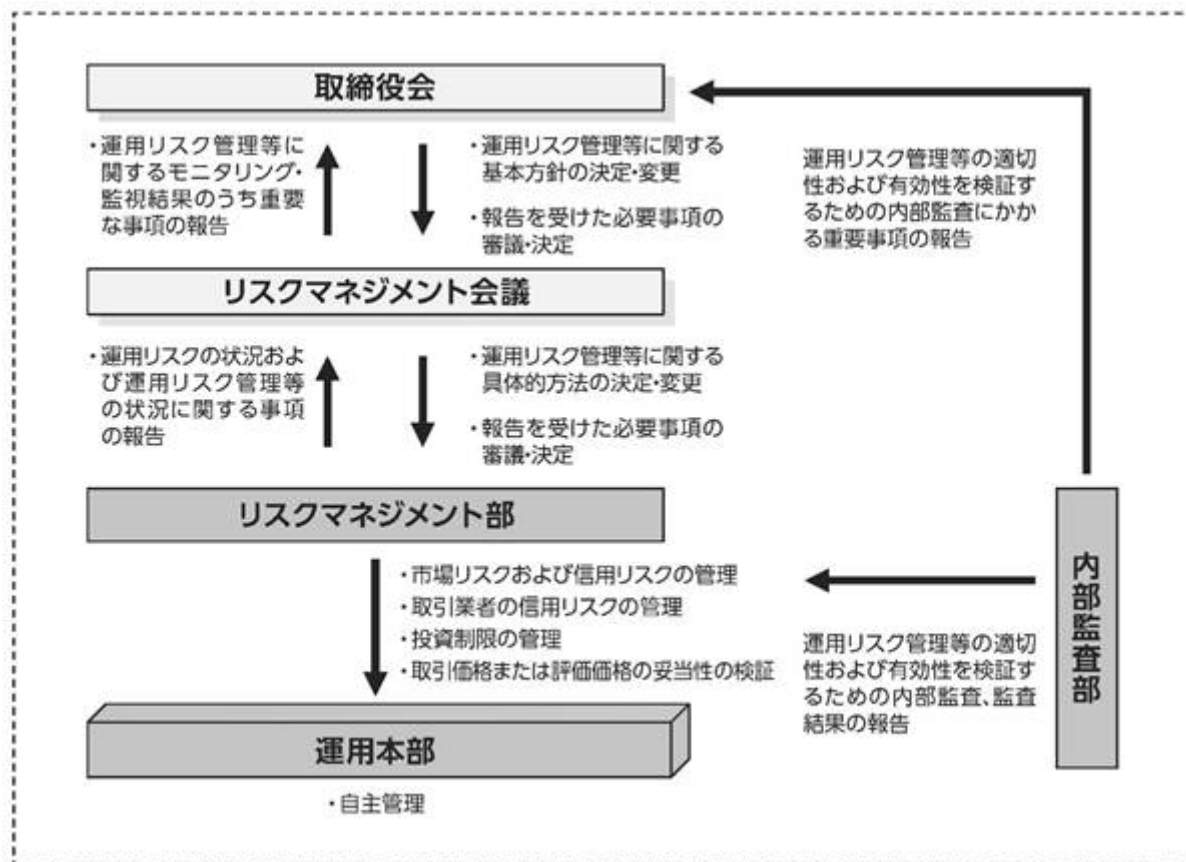 取締役会
・運用リスク管理等に
関するモニタリング・
監視結果のうち重要
な事項の報告
・運用リスク管理等に関する
基本方針の決定・変更
・報告を受けた必要事項の
審議・決定
運用リスク管理等の適切
性および有効性を検証す
るための内部監査にかか
る重要事項の報告
リスクマネジメント会議
・運用リスクの状況およ
び運用リスク管理等
の状況に関する事項
の報告
・運用リスク管理等に関する
具体的方法の決定・変更
・報告を受けた必要事項の
審議・決定
リスクマネジメント部
・市場リスクおよび信用リスクの管理
・取引業者の信用リスクの管理
・投資制限の管理
・取引価格または評価価格の妥当性の検証
内部監査部
運用リスク管理等の適切
性および有効性を検証す
るための内部監査、監査
結果の報告
運用本部
・自主管理